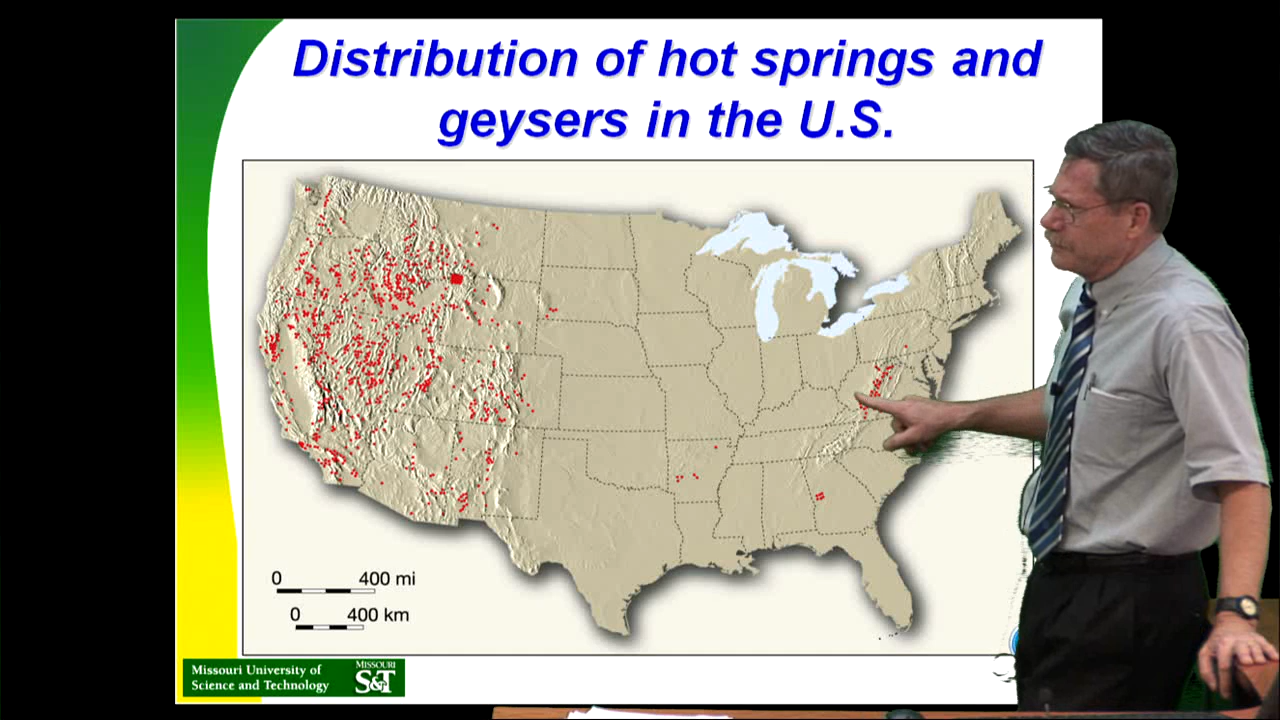 Distribution of hot springs and
geysers in the U.S.
0 400 mi
0 400 km
Missouri University of
Science and Technology
MISSOURI
S&T